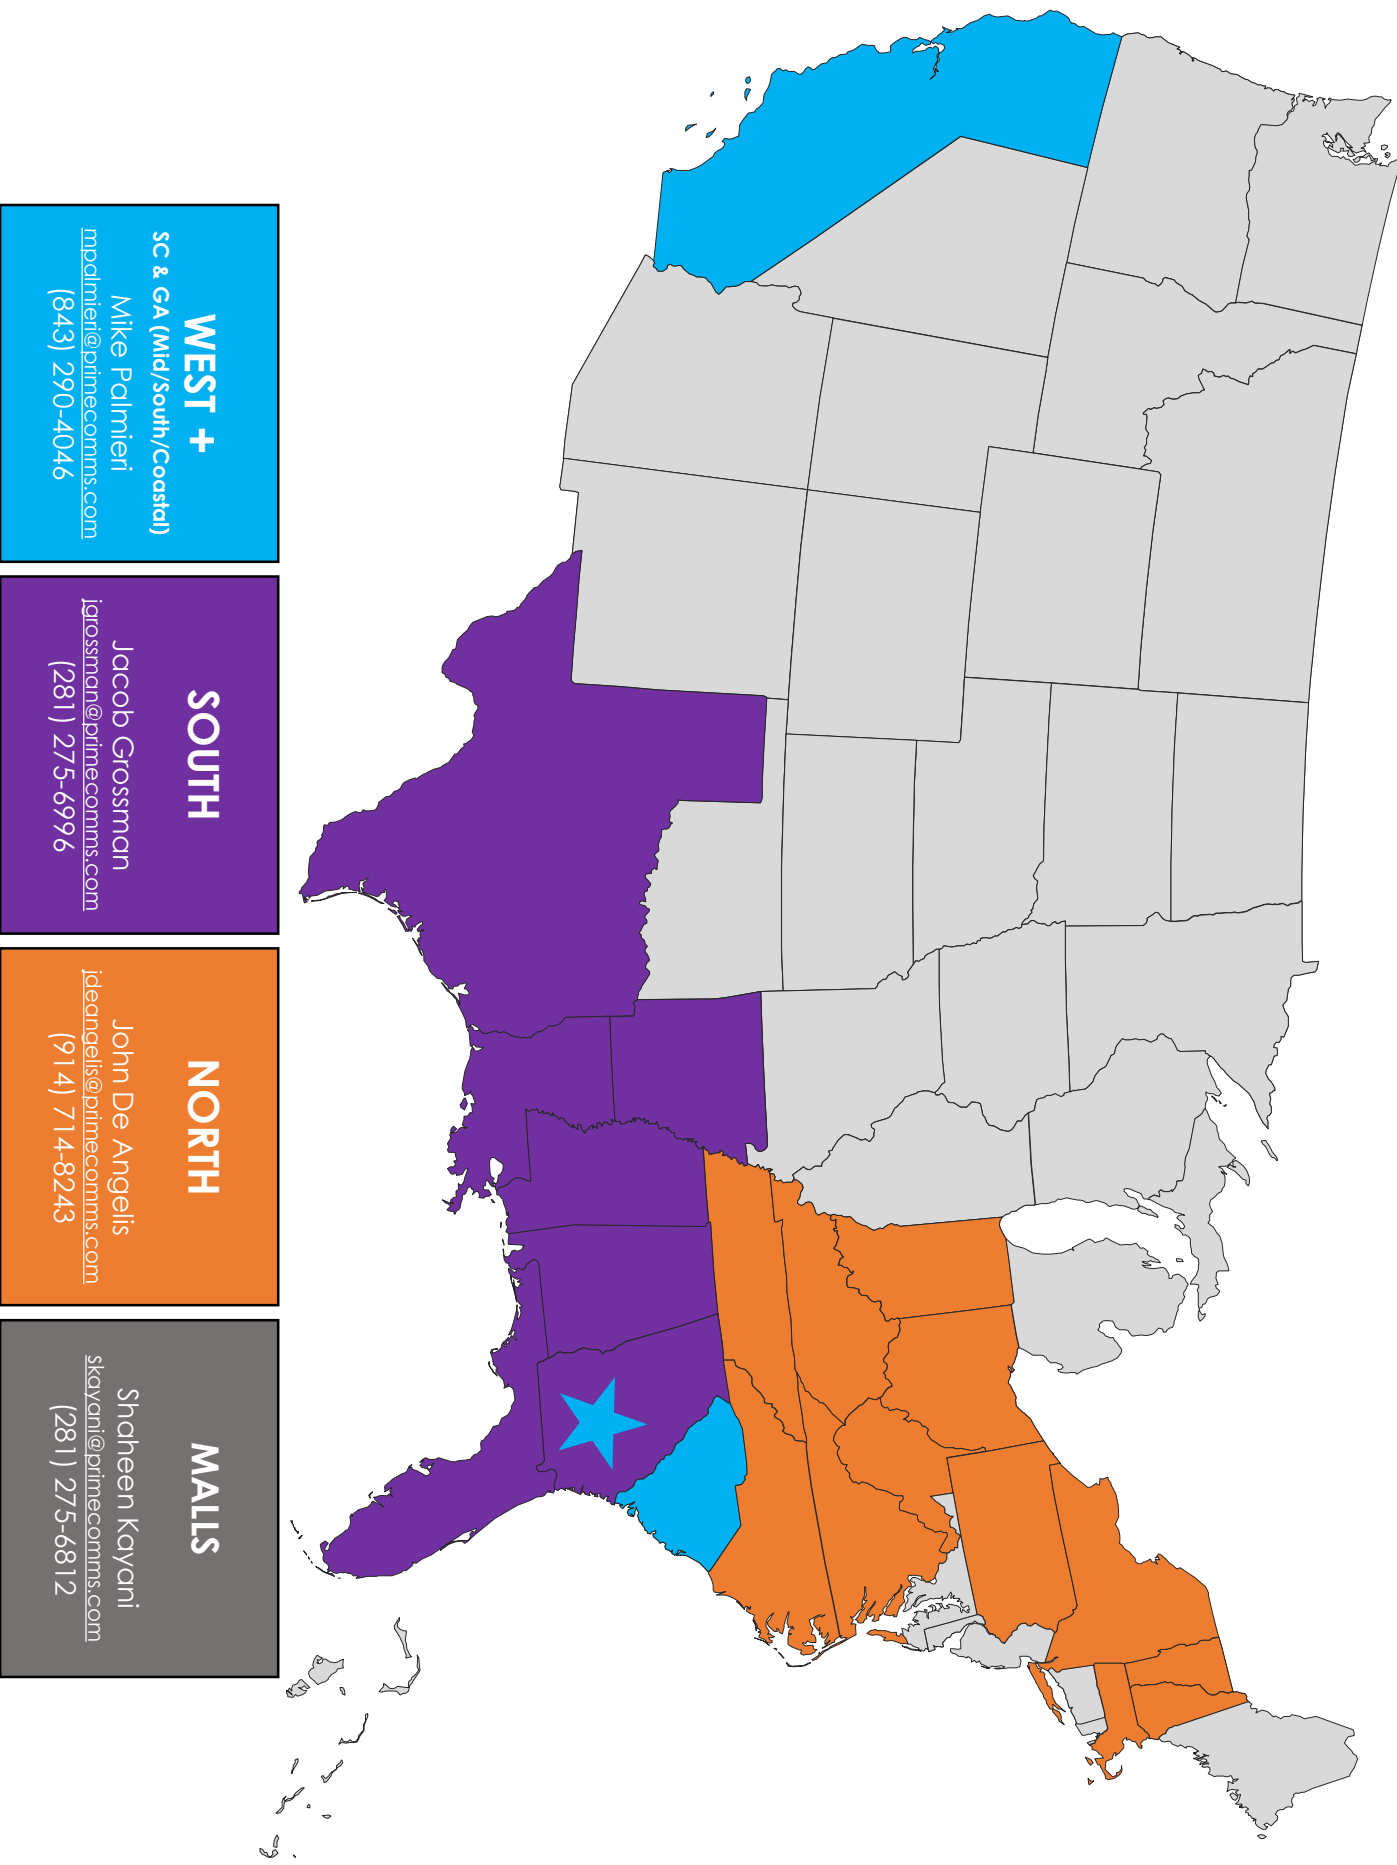 WEST +
SC & GA (Mid/South/Coastal)
Mike Palmieri
mpalmieri@primecomms.com
(843) 290-4046
SOUTH
Jacob Grossman
jgrossman@primecomms.com
(281) 275-6996
NORTH
John De Angelis
jdeangelis@primecomms.com
(914) 714-8243
MALLS
Shaheen Kayani
skayani@primecomms.com
(281) 275-6812